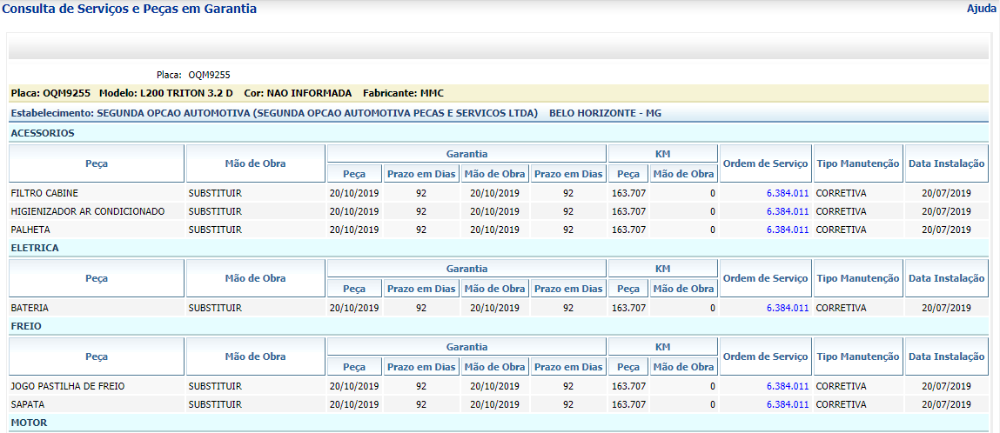 Consulta de Serviços e Peças em Garantia Ajuda
Placa: OQM9255
Placa: OQM9255 Modelo: L200 TRITON 3.2 D Cor: NAO INFORMADA Fabricante: MMC
Estabelecimento: SEGUNDA OPCAO AUTOMOTIVA (SEGUNDA OPCAO AUTOMOTIVA PECAS E SERVICOS LTDA) BELO HORIZONTE - MG
ACESSORIOS
Peça Mão de Obra Garantia KM Ordem de Serviço Tipo Manutenção Data Instalação
Peça Prazo em Dias Mão de Obra Prazo em Dias Peça Mão de Obra
FILTRO CABINE SUBSTITUIR 20/10/2019 92 20/10/2019 92 163.707 0 6.384.011 CORRETIVA 20/07/2019
HIGIENIZADOR AR CONDICIONADO SUBSTITUIR 20/10/2019 92 20/10/2019 92 163.707 0 6.384.011 CORRETIVA 20/07/2019
PALHETA SUBSTITUIR 20/10/2019 92 20/10/2019 92 163.707 0 6.384.011 CORRETIVA 20/07/2019
ELETRICA
Peça Mão de Obra Garantia KM Ordem de Serviço Tipo Manutenção Data Instalação
Peça Prazo em Dias Mão de Obra Prazo em Dias Peça Mão de Obra
BATERIA SUBSTITUIR 20/10/2019 92 20/10/2019 92 163.707 0 6.384.011 CORRETIVA 20/07/2019
FREIO
Peça Mão de Obra Garantia KM Ordem de Serviço Tipo Manutenção Data Instalação
Peça Prazo em Dias Mão de Obra Prazo em Dias Peça Mão de Obra
JOGO PASTILHA DE FREIO SUBSTITUIR 20/10/2019 92 20/10/2019 92 163.707 0 6.384.011 CORRETIVA 20/07/2019
SAPATA SUBSTITUIR 20/10/2019 92 20/10/2019 92 163.707 0 6.384.011 CORRETIVA 20/07/2019
MOTOR